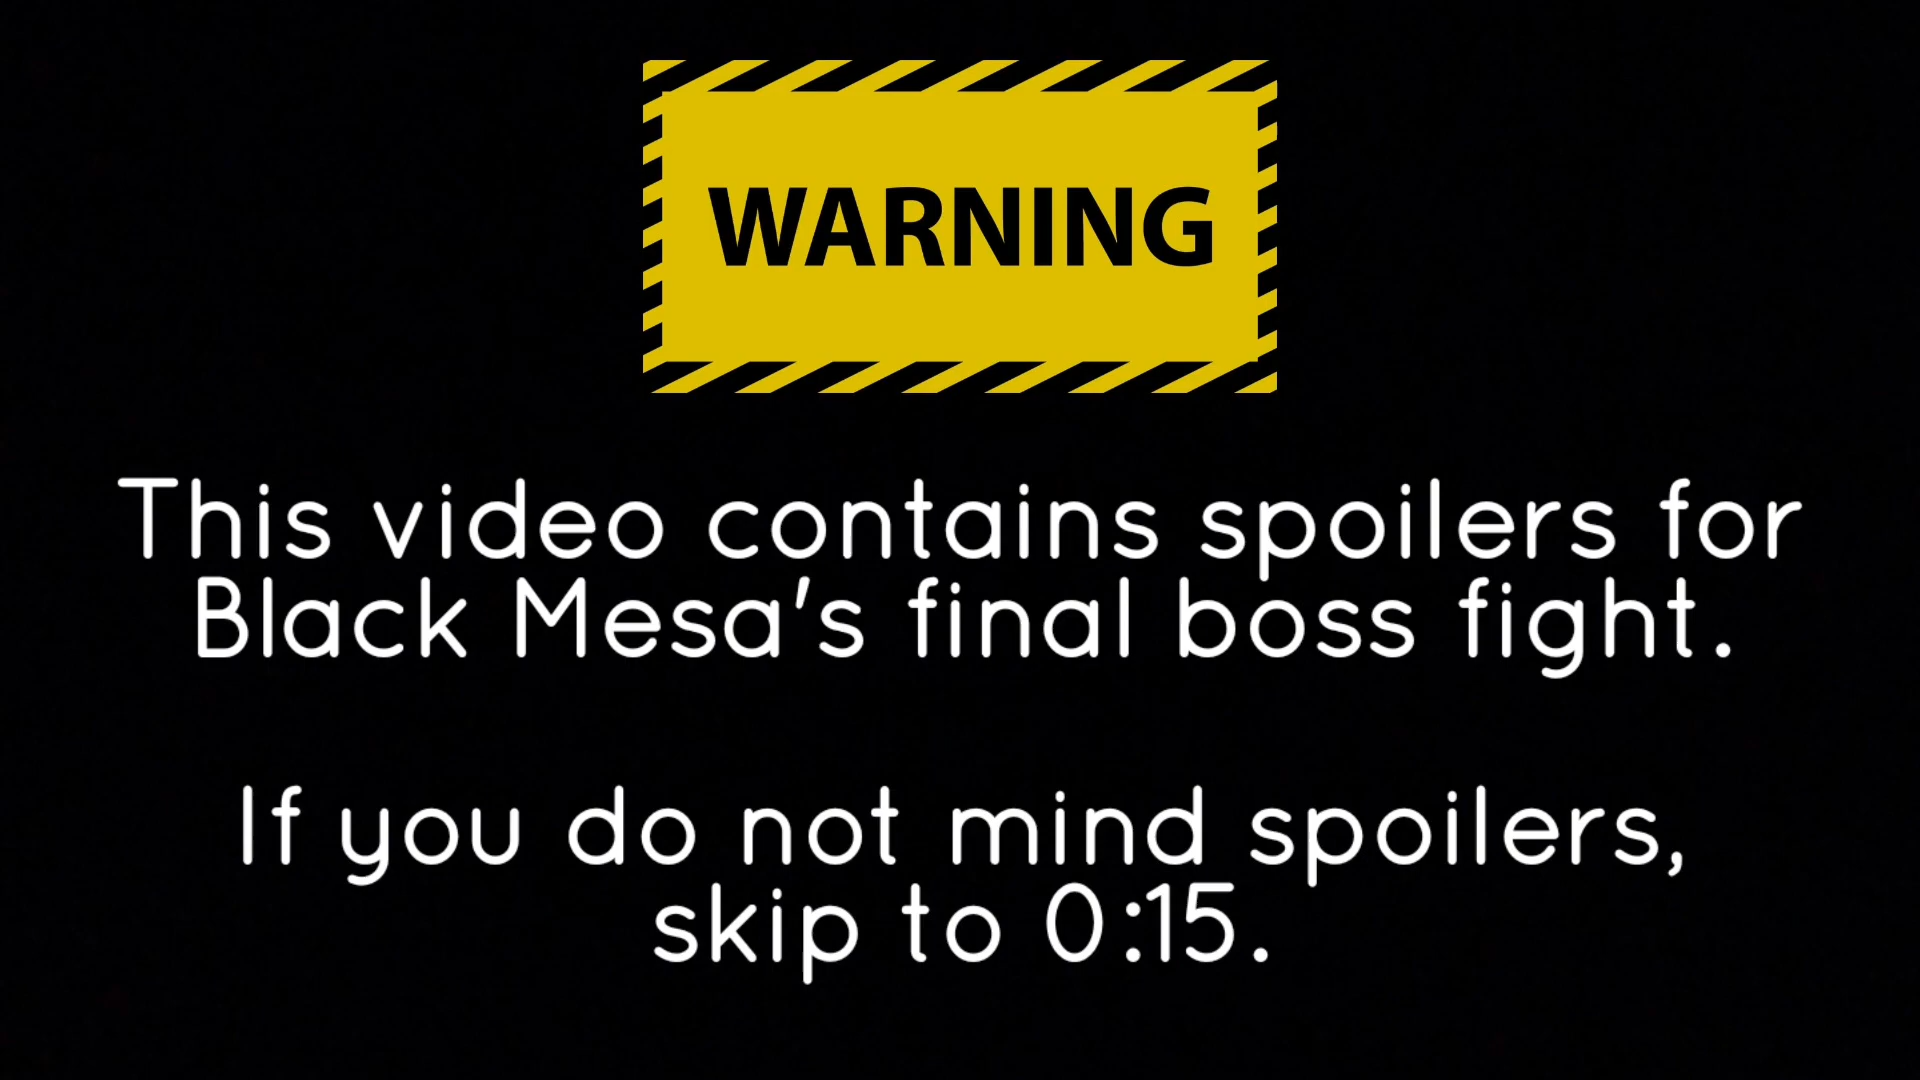 WARNING
This video contains spoilers for
Black Mesa's final boss fight.
If you do not mind spoilers,
skip to 0:15.